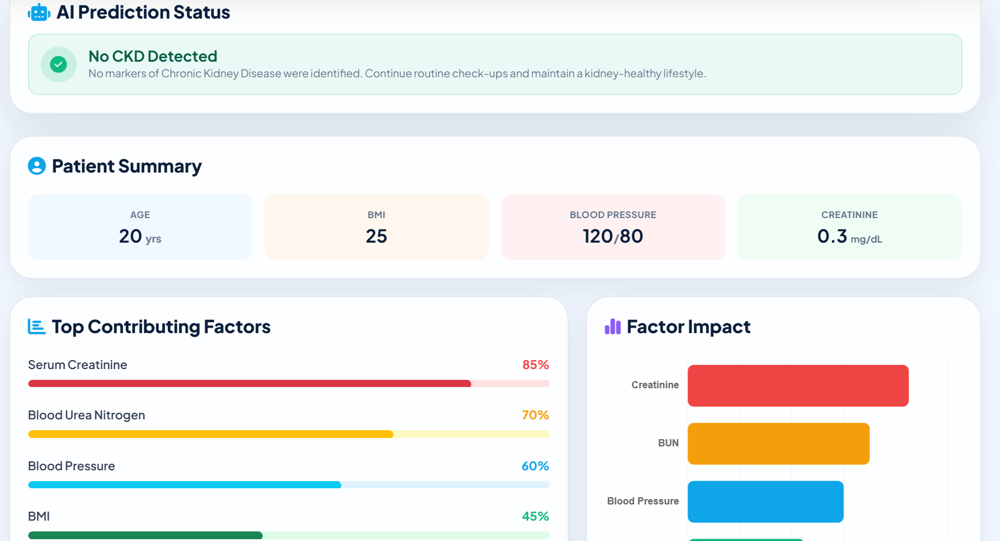 AI Prediction Status
No CKD Detected
No markers of Chronic Kidney Disease were identified. Continue routine check-ups and maintain a kidney-healthy lifestyle.
Patient Summary
AGE
20 yrs
BMI
25
BLOOD PRESSURE
120/80
CREATININE
0.3 mg/dL
Top Contributing Factors
Serum Creatinine 85%
Blood Urea Nitrogen 70%
Blood Pressure 60%
BMI 45%
Factor Impact
Creatinine
BUN
Blood Pressure